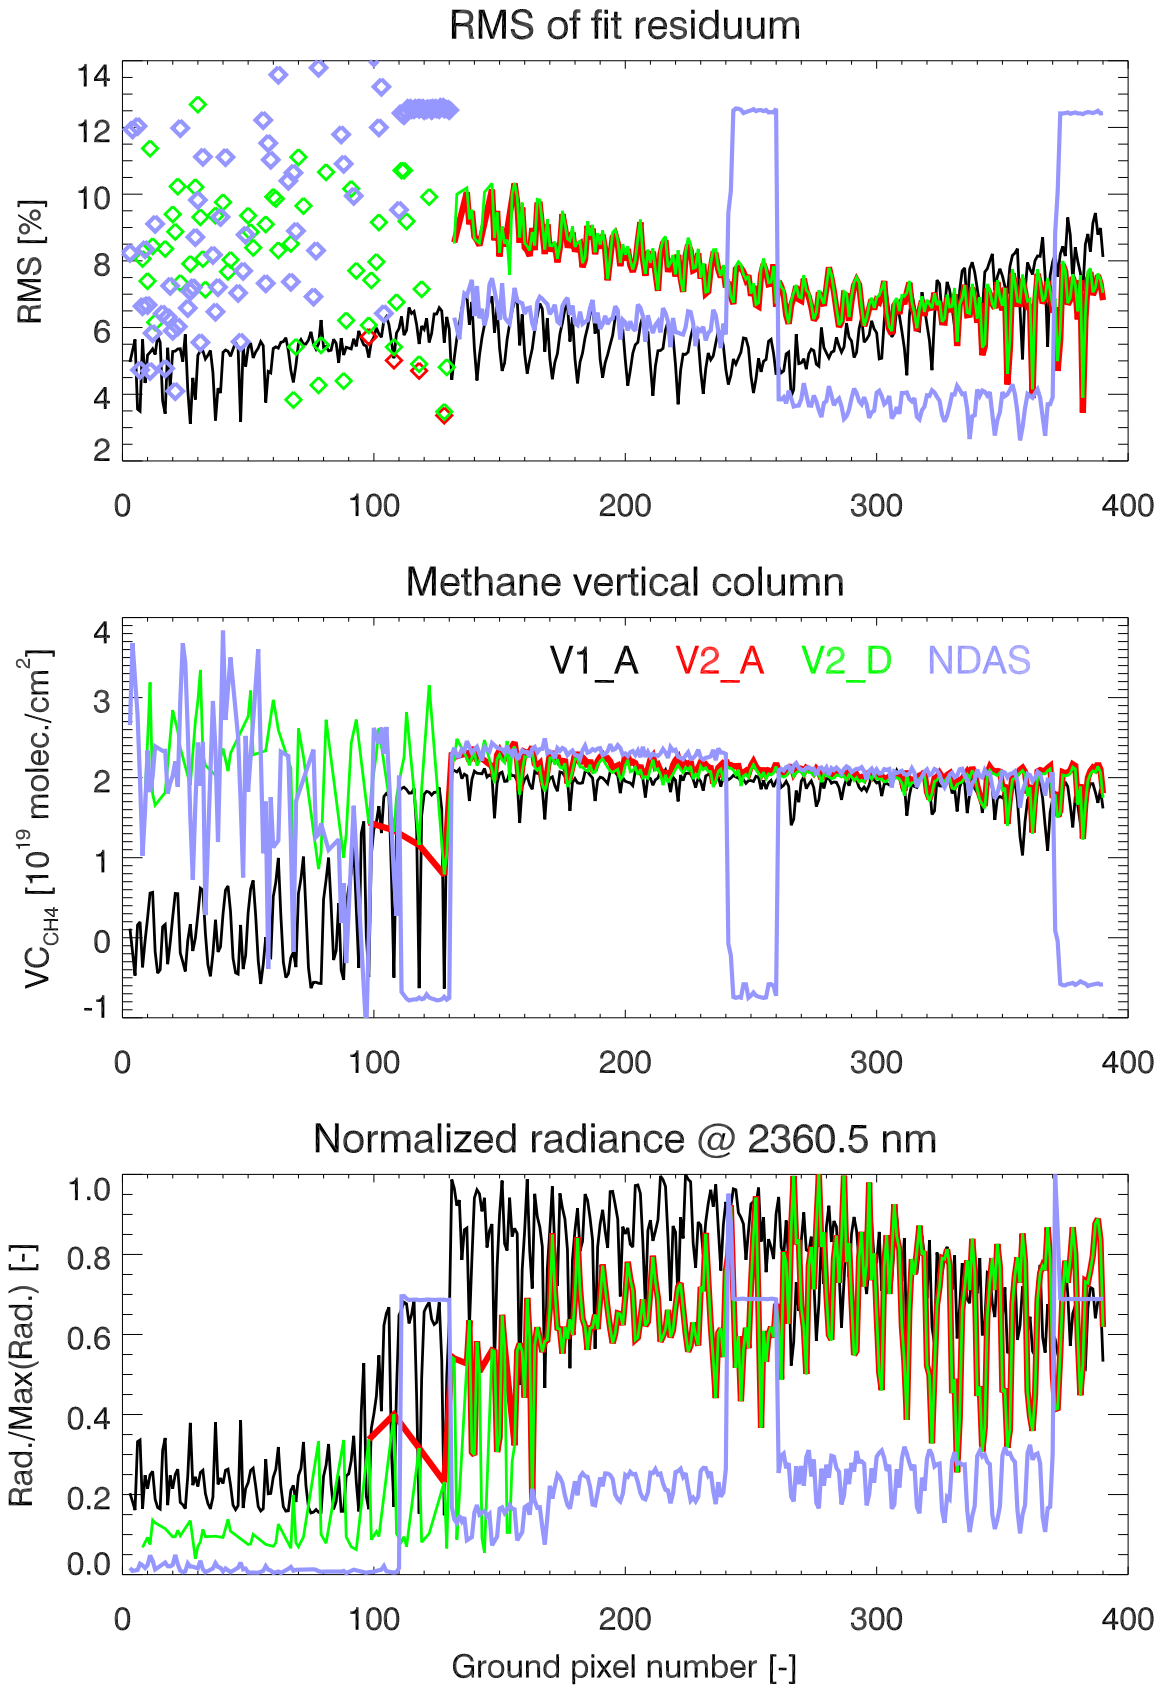 RMS of fit residuum
14
12
10
8
6
4
2
RMS [%]
0 100 200 300 400
Methane vertical column
4
3
2
1
0
-1
VC_CH4 [10^19 molec./cm^2]
V1_A V2_A V2_D NDAS
0 100 200 300 400
Normalized radiance @ 2360.5 nm
1.0
0.8
0.6
0.4
0.2
0.0
Rad./Max(Rad.) [-]
0 100 200 300 400
Ground pixel number [-]